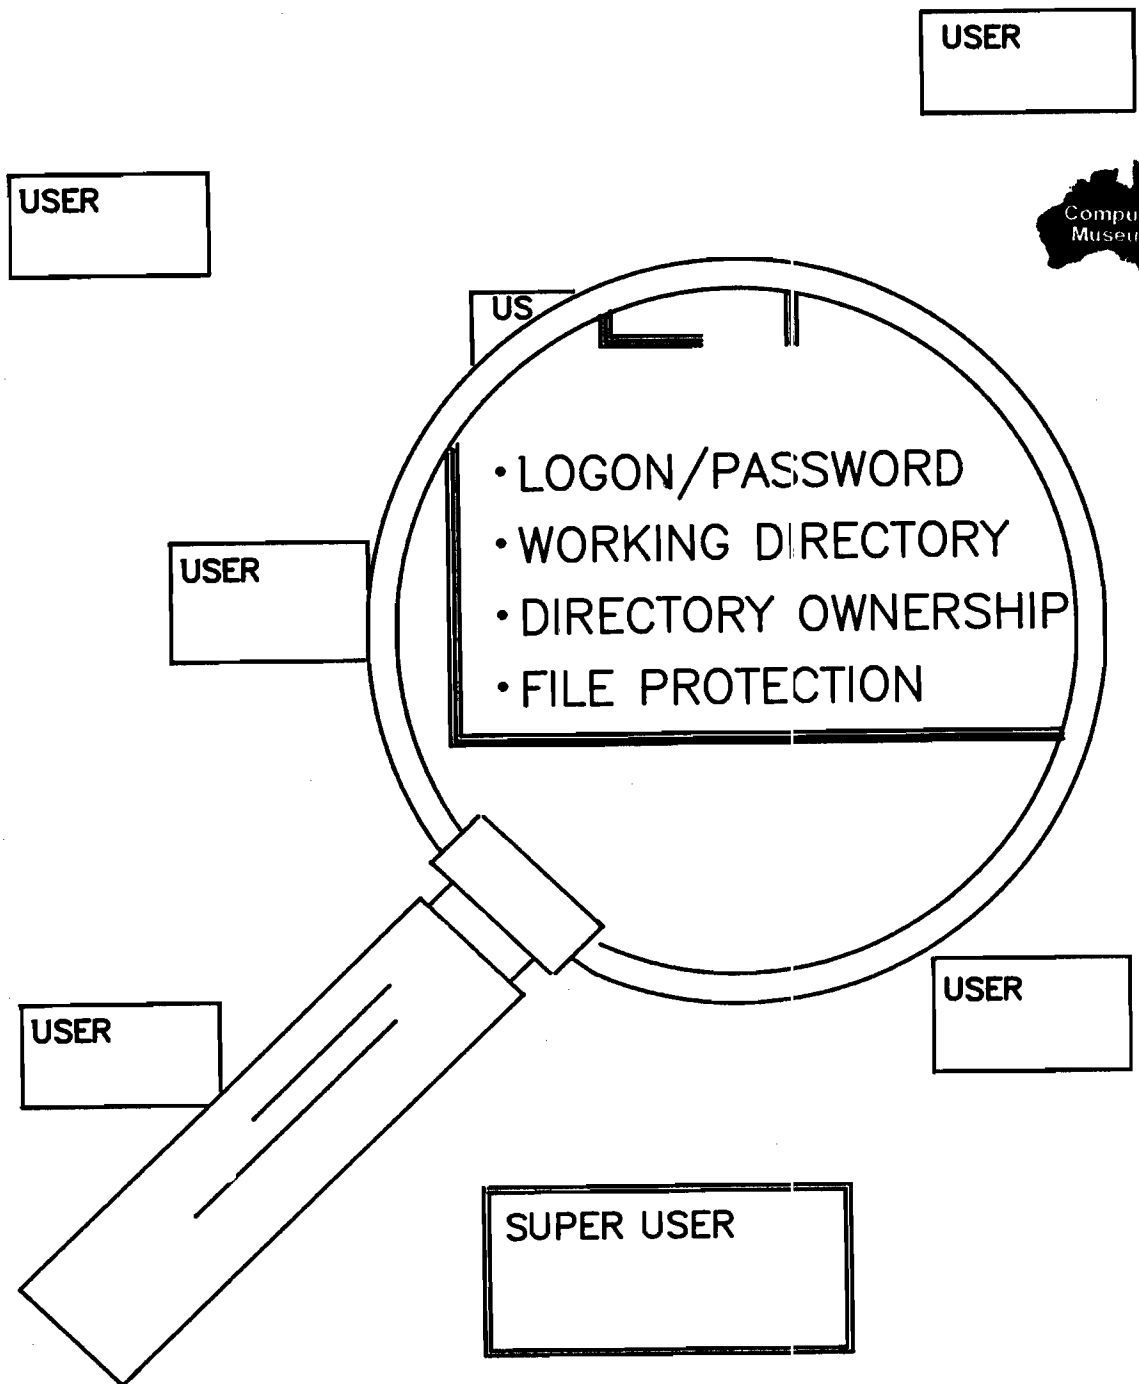 USER
USER
Compu
Museu
US
• LOGON/PASSWORD
• WORKING DIRECTORY
USER
• DIRECTORY OWNERSHIP
• FILE PROTECTION
USER
USER
SUPER USER